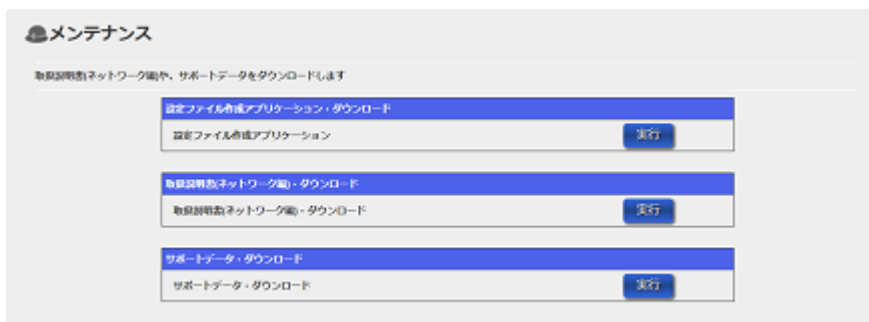 メンテナンス
取扱説明書(ネットワーク編)や、サポートデータをダウンロードします
設定ファイル作成アプリケーション・ダウンロード
設定ファイル作成アプリケーション
実行
取扱説明書(ネットワーク編)・ダウンロード
取扱説明書(ネットワーク編)・ダウンロード
実行
サポートデータ・ダウンロード
サポートデータ・ダウンロード
実行